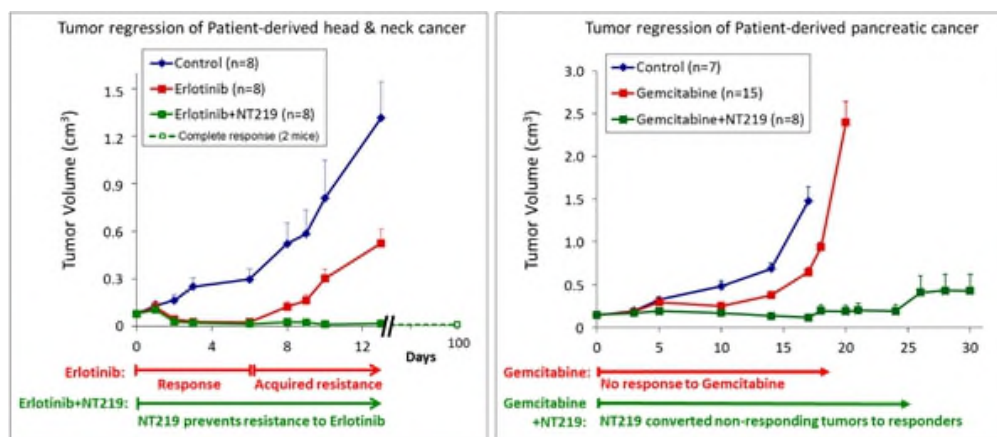 Tumor regression of Patient-derived head & neck cancer
Control (n=8)
Erlotinib (n=8)
Erlotinib+NT219 (n=8)
Complete response (2 mice)
Tumor Volume (cm³)
1.5
1.2
0.9
0.6
0.3
0
0 4 8 12 100
Days
Erlotinib:
Response Acquired resistance
Erlotinib+NT219:
NT219 prevents resistance to Erlotinib
Tumor regression of Patient-derived pancreatic cancer
Control (n=7)
Gemcitabine (n=15)
Gemcitabine+NT219 (n=8)
Tumor Volume (cm³)
3.0
2.5
2.0
1.5
1.0
0.5
0.0
0 5 10 15 20 25 30
Gemcitabine:
No response to Gemcitabine
Gemcitabine
+NT219:
NT219 converted non-responding tumors to responders